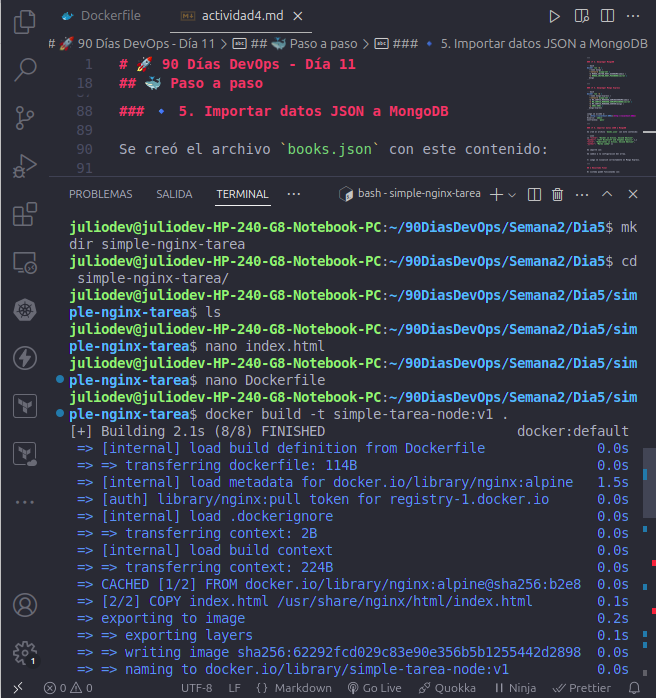 Dockerfile
actividad4.md
# 🚀 90 Días DevOps - Día 11 > ## 🐳 Paso a paso > ### 🔹 5. Importar datos JSON a MongoDB
1 # 🚀 90 Días DevOps - Día 11
18 ## 🐳 Paso a paso
88 ### 🔹 5. Importar datos JSON a MongoDB
89
90 Se creó el archivo `books.json` con este contenido:
91
PROBLEMAS SALIDA TERMINAL ··· bash - simple-nginx-tarea
juliodev@juliodev-HP-240-G8-Notebook-PC:~/90DiasDevOps/Semana2/Dia5$ mk
dir simple-nginx-tarea
juliodev@juliodev-HP-240-G8-Notebook-PC:~/90DiasDevOps/Semana2/Dia5$ cd
simple-nginx-tarea/
juliodev@juliodev-HP-240-G8-Notebook-PC:~/90DiasDevOps/Semana2/Dia5/sim
ple-nginx-tarea$ ls
juliodev@juliodev-HP-240-G8-Notebook-PC:~/90DiasDevOps/Semana2/Dia5/sim
ple-nginx-tarea$ nano index.html
juliodev@juliodev-HP-240-G8-Notebook-PC:~/90DiasDevOps/Semana2/Dia5/sim
ple-nginx-tarea$ nano Dockerfile
juliodev@juliodev-HP-240-G8-Notebook-PC:~/90DiasDevOps/Semana2/Dia5/sim
ple-nginx-tarea$ docker build -t simple-tarea-node:v1 .
[+] Building 2.1s (8/8) FINISHED docker:default
=> [internal] load build definition from Dockerfile 0.0s
=> => transferring dockerfile: 114B 0.0s
=> [internal] load metadata for docker.io/library/nginx:alpine 1.5s
=> [auth] library/nginx:pull token for registry-1.docker.io 0.0s
=> [internal] load .dockerignore 0.0s
=> => transferring context: 2B 0.0s
=> [internal] load build context 0.0s
=> => transferring context: 224B 0.0s
=> CACHED [1/2] FROM docker.io/library/nginx:alpine@sha256:b2e8 0.0s
=> [2/2] COPY index.html /usr/share/nginx/html/index.html 0.1s
=> exporting to image 0.2s
=> => exporting layers 0.1s
=> => writing image sha256:62292fcd029c83e90e356b5b1255442d2898 0.0s
=> => naming to docker.io/library/simple-tarea-node:v1 0.0s
1
0 0 UTF-8 LF {} Markdown Go Live Quokka Ninja Prettier